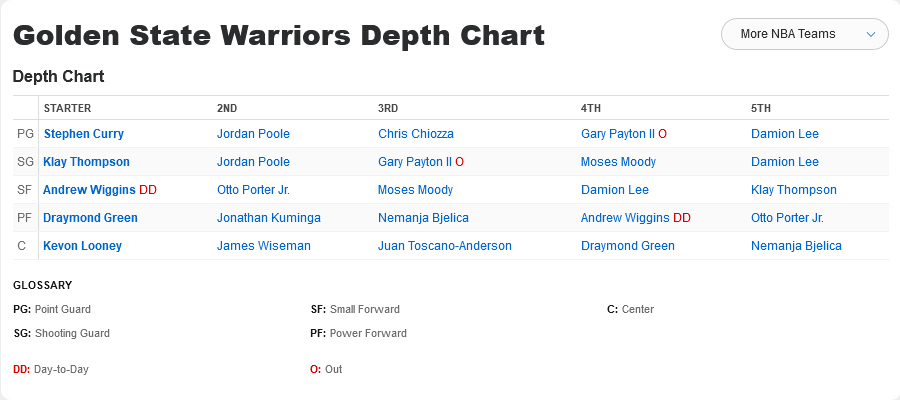 Golden State Warriors Depth Chart
More NBA Teams
Depth Chart
STARTER 2ND 3RD 4TH 5TH
PG Stephen Curry Jordan Poole Chris Chiozza Gary Payton II O Damion Lee
SG Klay Thompson Jordan Poole Gary Payton II O Moses Moody Damion Lee
SF Andrew Wiggins DD Otto Porter Jr. Moses Moody Damion Lee Klay Thompson
PF Draymond Green Jonathan Kuminga Nemanja Bjelica Andrew Wiggins DD Otto Porter Jr.
C Kevon Looney James Wiseman Juan Toscano-Anderson Draymond Green Nemanja Bjelica
GLOSSARY
PG: Point Guard SF: Small Forward C: Center
SG: Shooting Guard PF: Power Forward
DD: Day-to-Day O: Out